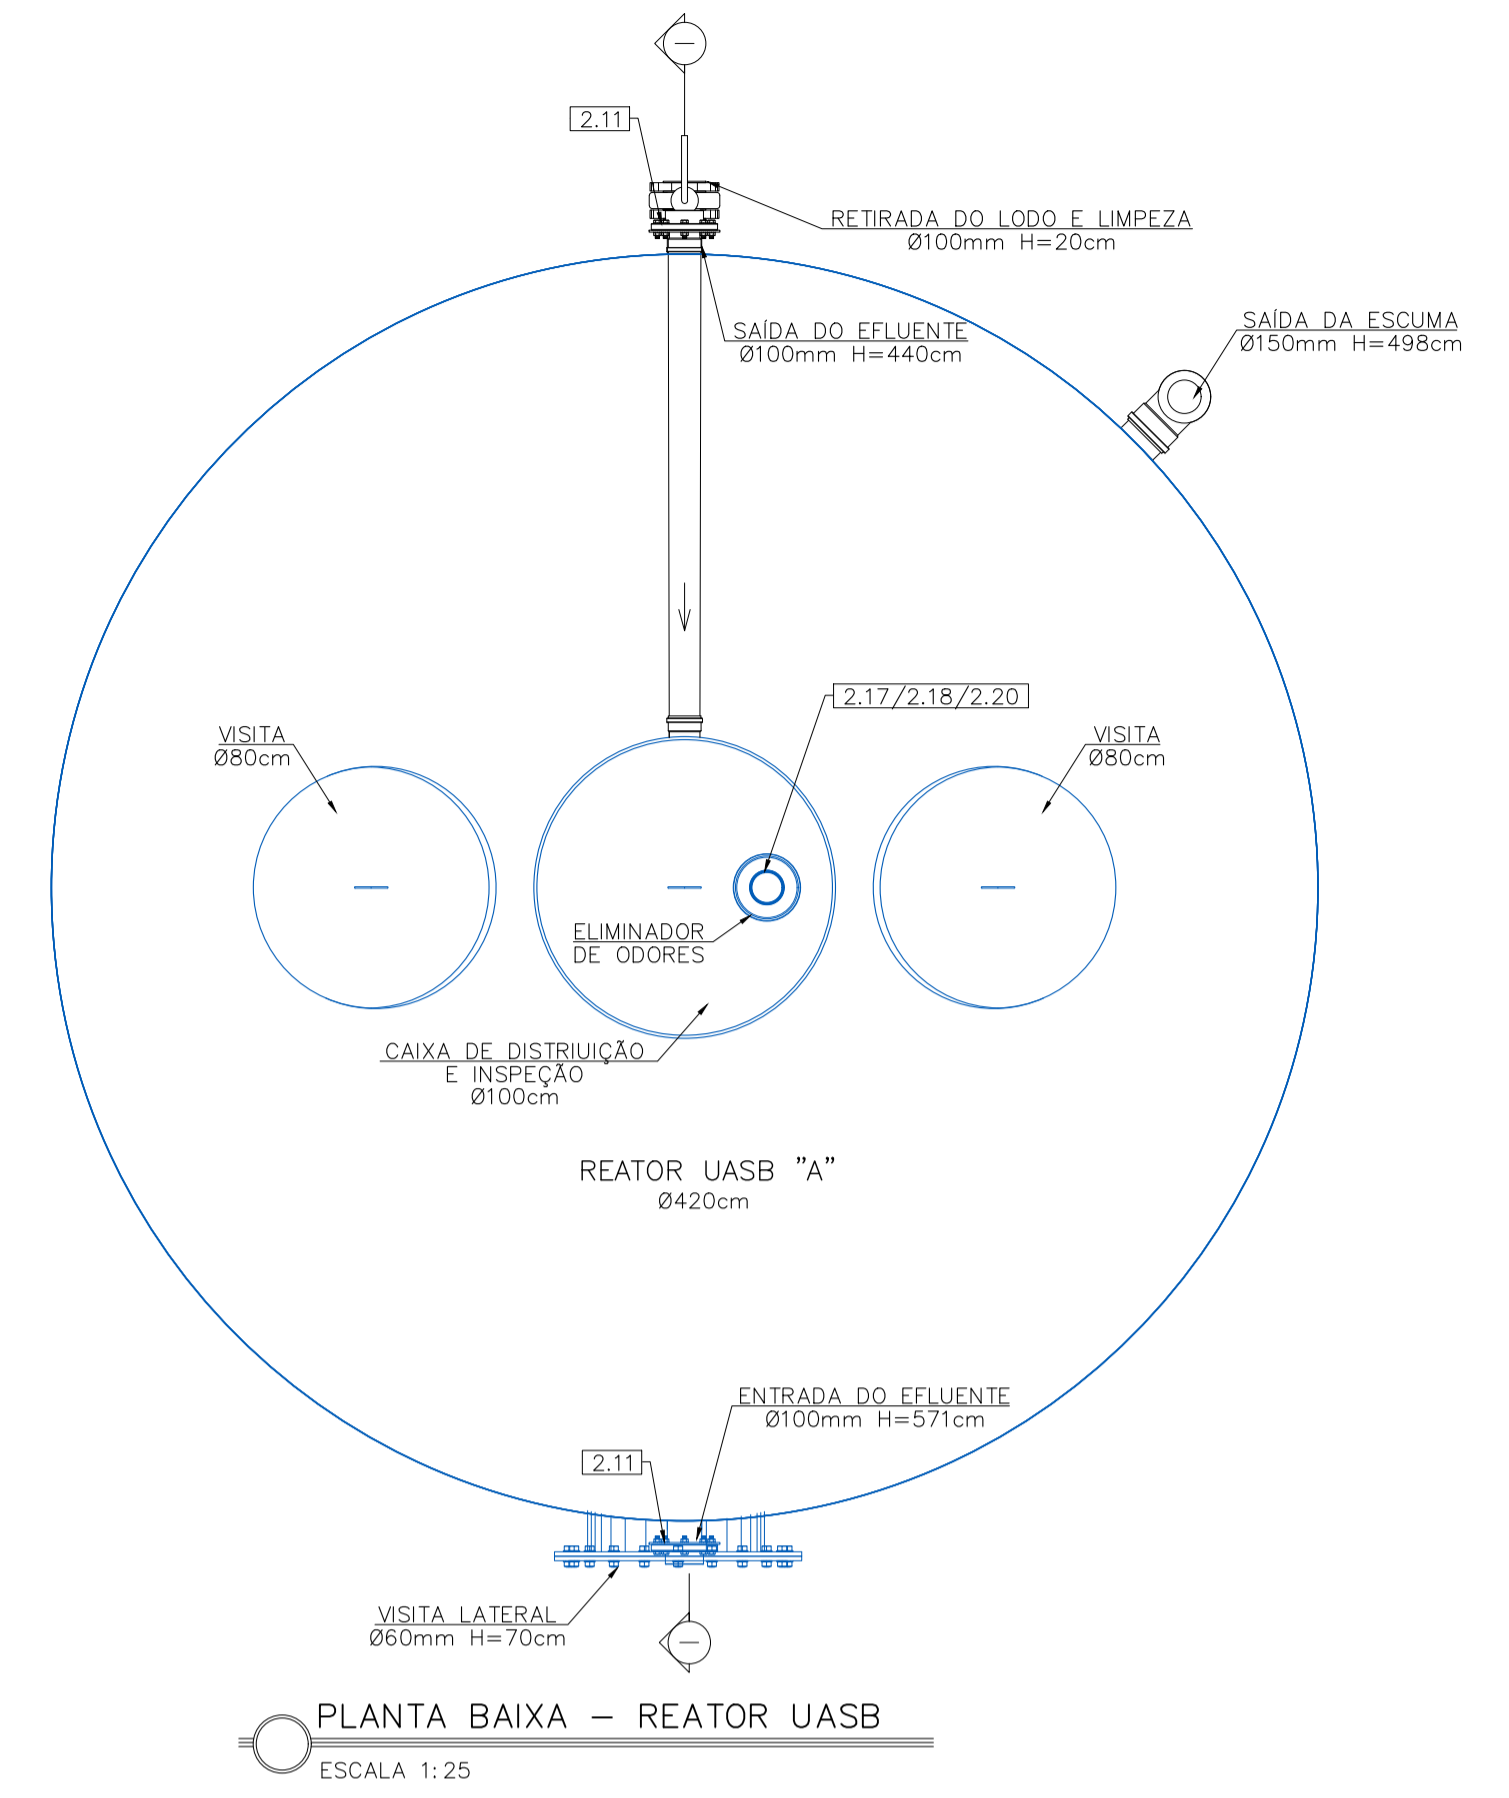 2.11
RETIRADA DO LODO E LIMPEZA
Ø100mm H=20cm
SAÍDA DO EFLUENTE
Ø100mm H=440cm
SAÍDA DA ESCUMA
Ø150mm H=498cm
2.17/2.18/2.20
VISITA
Ø80cm
VISITA
Ø80cm
ELIMINADOR
DE ODORES
CAIXA DE DISTRIUIÇÃO
E INSPEÇÃO
Ø100cm
REATOR UASB "A"
Ø420cm
ENTRADA DO EFLUENTE
Ø100mm H=571cm
2.11
VISITA LATERAL
Ø60mm H=70cm
PLANTA BAIXA – REATOR UASB
ESCALA 1:25